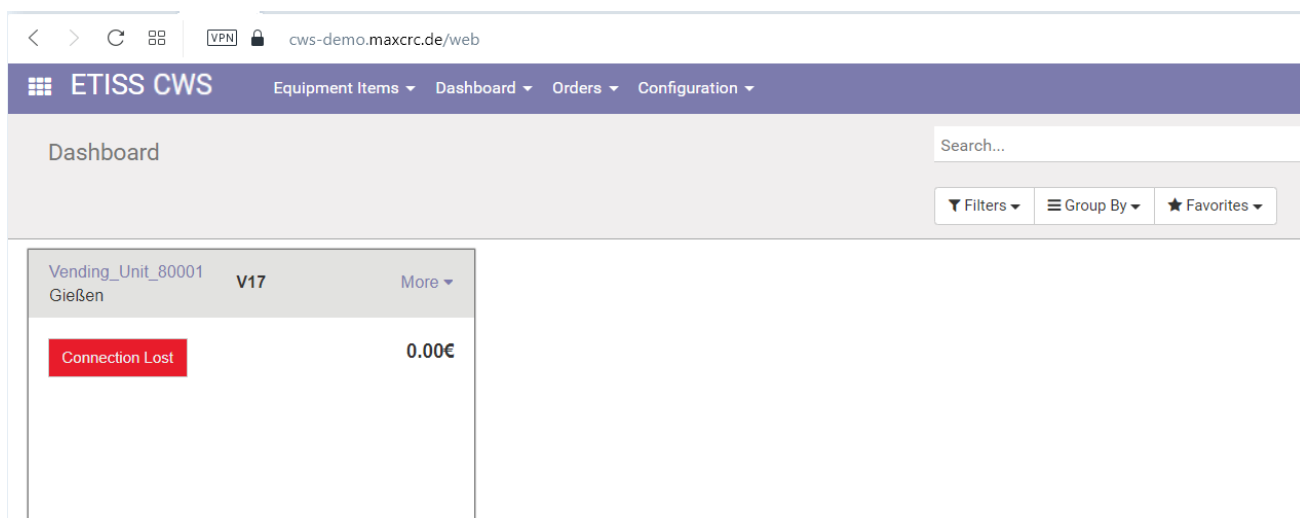 VPN cws-demo.maxcrc.de/web
ETISS CWS Equipment Items Dashboard Orders Configuration
Dashboard
Search...
Filters Group By Favorites
Vending_Unit_80001 V17 More
Gießen
Connection Lost 0.00€